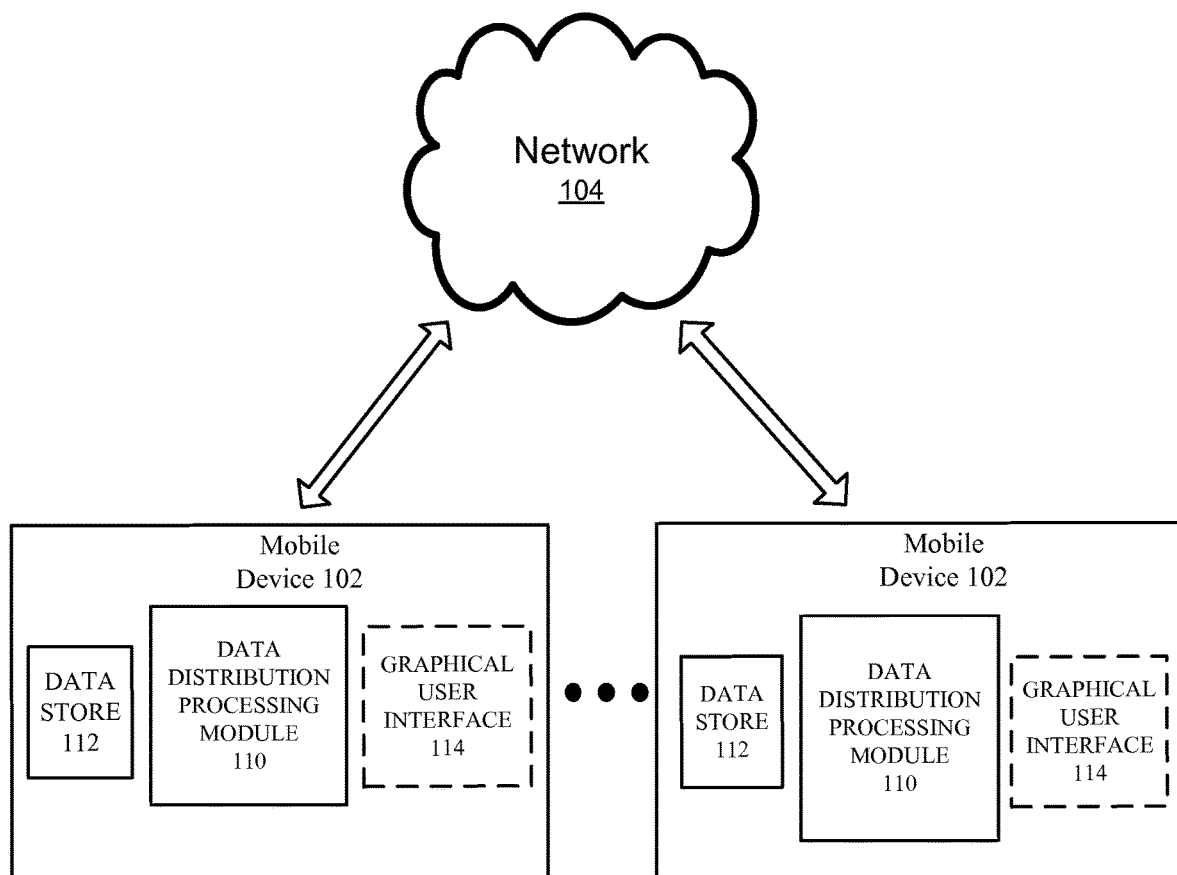 Network
104
Mobile
Device 102
DATA
STORE
112
DATA
DISTRIBUTION
PROCESSING
MODULE
110
GRAPHICAL
USER
INTERFACE
114
Mobile
Device 102
DATA
STORE
112
DATA
DISTRIBUTION
PROCESSING
MODULE
110
GRAPHICAL
USER
INTERFACE
114